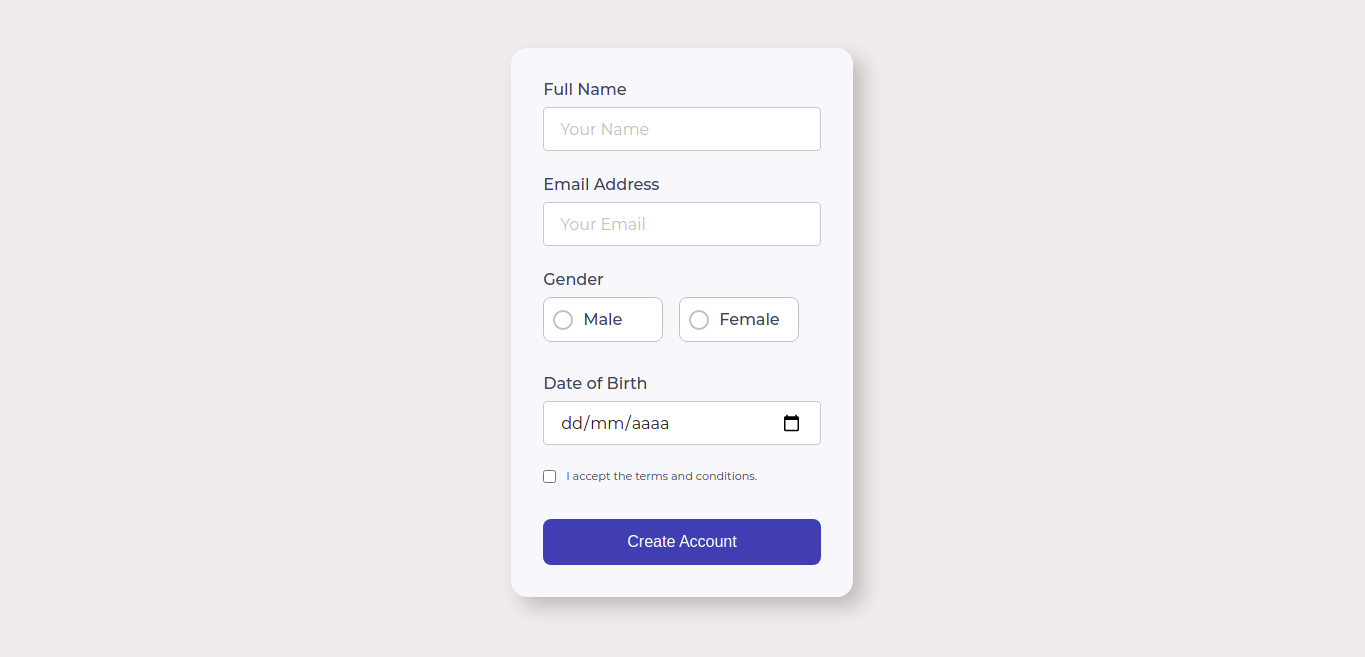 Full Name
Your Name
Email Address
Your Email
Gender
Male Female
Date of Birth
dd/mm/aaaa
I accept the terms and conditions.
Create Account